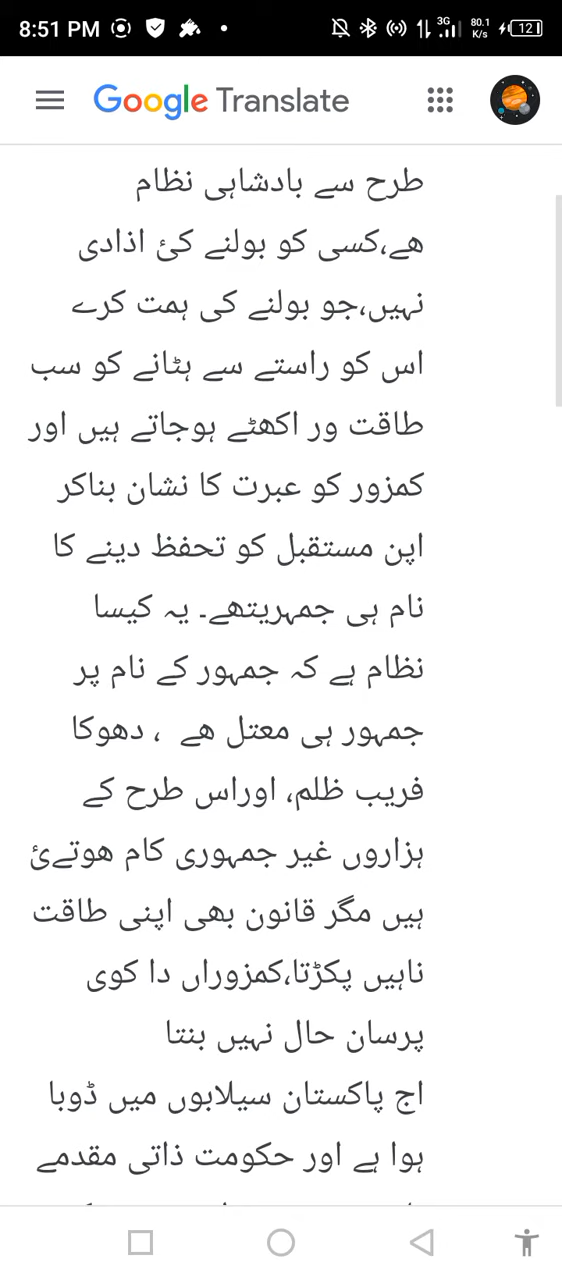 8:51 PM
3G
80.1
K/s
12
Google Translate
طرح سے بادشاہی نظام
ھے،کسی کو بولنے کئ اذادی
نہیں،جو بولنے کی ہمت کرے
اس کو راستے سے ہٹانے کو سب
طاقت ور اکھٹے ہوجاتے ہیں اور
کمزور کو عبرت کا نشان بناکر
اپن مستقبل کو تحفظ دینے کا
نام ہی جمہریتھے۔ یہ کیسا
نظام ہے کہ جمہور کے نام پر
جمہور ہی معتل ھے ، دھوکا
فریب ظلم، اوراس طرح کے
ہزاروں غیر جمہوری کام ھوتےئ
ہیں مگر قانون بھی اپنی طاقت
ناہیں پکڑتا،کمزوراں دا کوی
پرسان حال نہیں بنتا
اج پاکستان سیلابوں میں ڈوبا
ہوا ہے اور حکومت ذاتی مقدمے